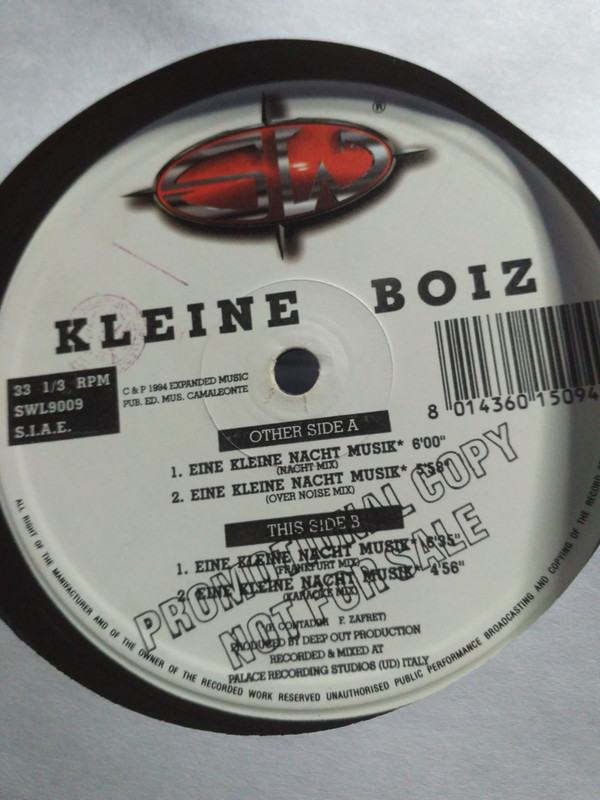 ®
SW
KLEINE BOIZ
33 1/3 RPM
SWL9009
S.I.A.E.
C & P 1994 EXPANDED MUSIC
PUB. ED. MUS. CAMALEONTE
8 014360 15094
OTHER SIDE A
1. EINE KLEINE NACHT MUSIK* 6'00"
(NACHT MIX)
2. EINE KLEINE NACHT MUSIK* 5'58"
(OVER NOISE MIX)
THIS SIDE B
1. EINE KLEINE NACHT MUSIK* 6'35"
(FRANKFURT MIX)
2. EINE KLEINE NACHT MUSIK* 4'56"
(KARAOKE MIX)
PROMOTIONAL COPY
NOT FOR SALE
*(P. CONTADOR F. ZAFRET)
PRODUCED BY DEEP OUT PRODUCTION
RECORDED & MIXED AT
PALACE RECORDING STUDIOS (UD) ITALY
ALL RIGHT OF THE MANUFACTURER AND OF THE OWNER OF THE RECORDED WORK RESERVED UNAUTHORISED PUBLIC PERFORMANCE BROADCASTING AND COPYING OF THE RECORD